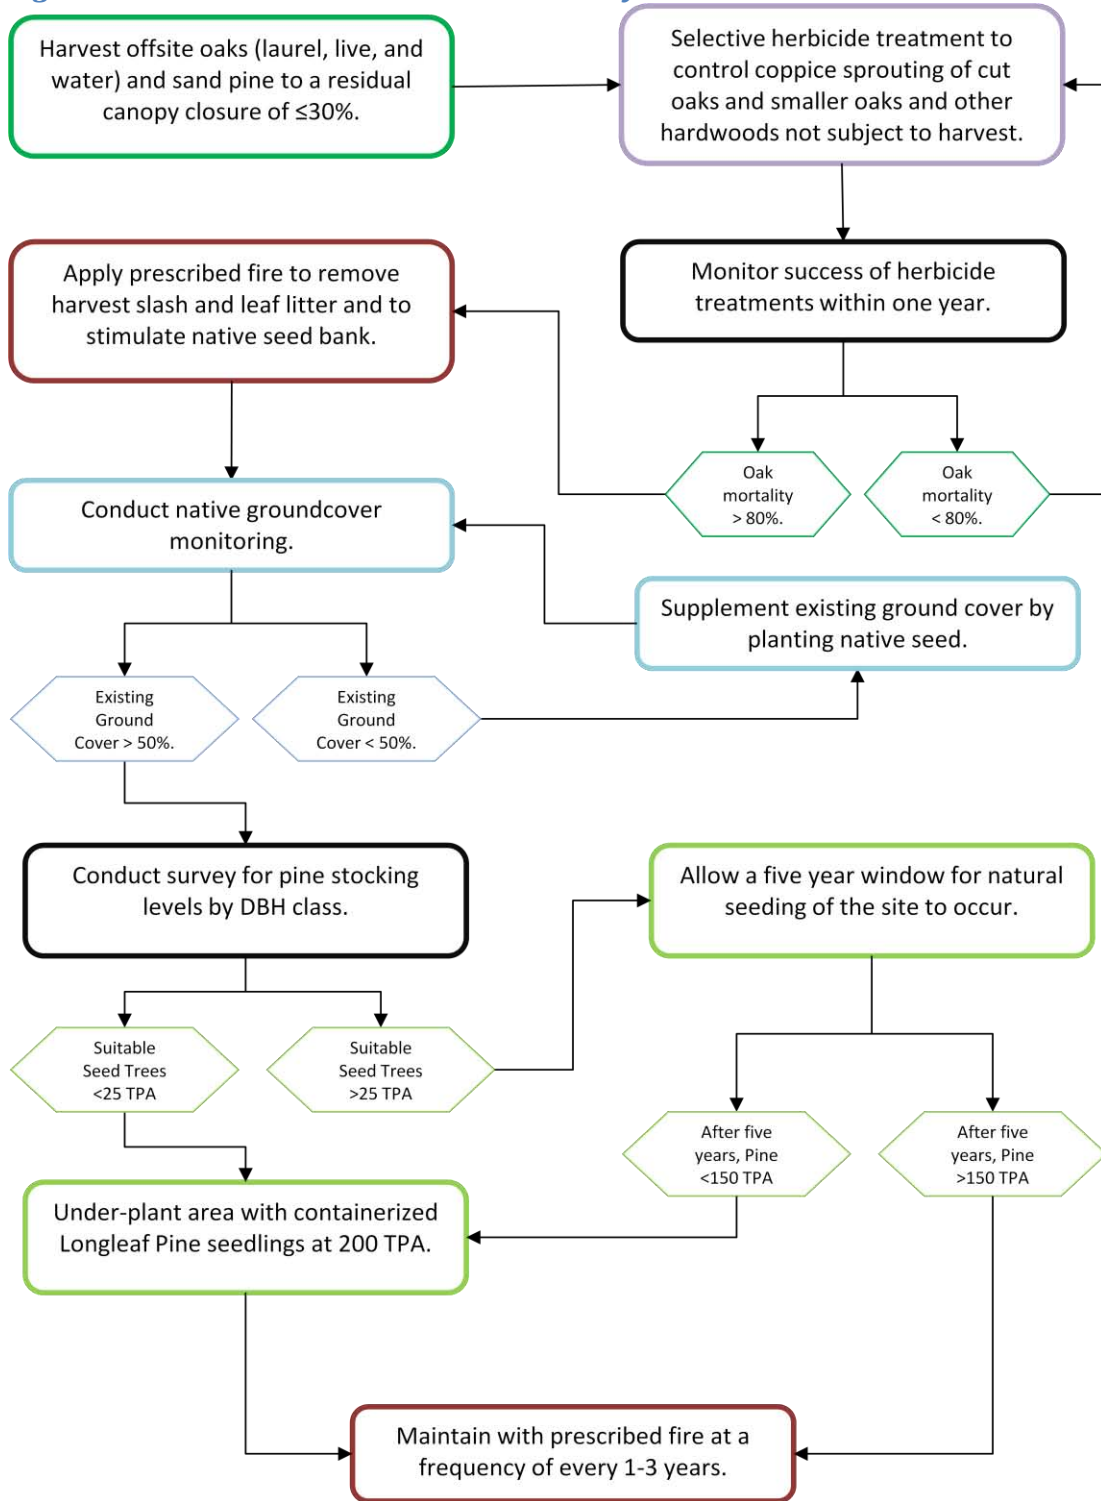 Harvest offsite oaks (laurel, live, and
water) and sand pine to a residual
canopy closure of ≤30%.
Selective herbicide treatment to
control coppice sprouting of cut
oaks and smaller oaks and other
hardwoods not subject to harvest.
Apply prescribed fire to remove
harvest slash and leaf litter and to
stimulate native seed bank.
Monitor success of herbicide
treatments within one year.
Oak
mortality
> 80%.
Oak
mortality
< 80%.
Conduct native groundcover
monitoring.
Supplement existing ground cover by
planting native seed.
Existing
Ground
Cover > 50%.
Existing
Ground
Cover < 50%.
Conduct survey for pine stocking
levels by DBH class.
Allow a five year window for natural
seeding of the site to occur.
Suitable
Seed Trees
<25 TPA
Suitable
Seed Trees
>25 TPA
After five
years, Pine
<150 TPA
After five
years, Pine
>150 TPA
Under-plant area with containerized
Longleaf Pine seedlings at 200 TPA.
Maintain with prescribed fire at a
frequency of every 1-3 years.